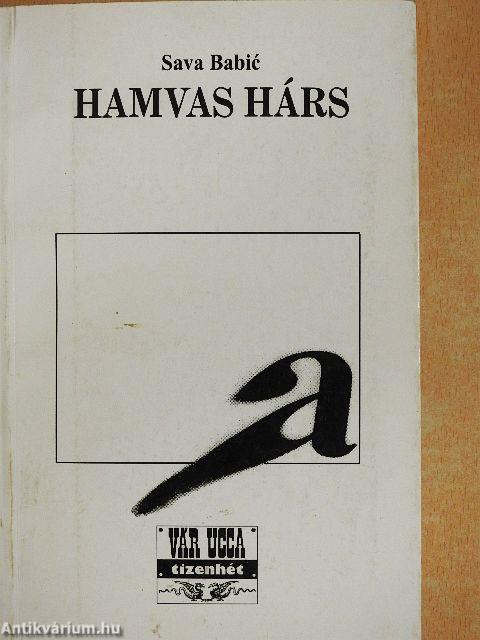 Sava Babić
HAMVAS HÁRS
a
VÁR UCCA
tizenhét
Antikvárium.hu